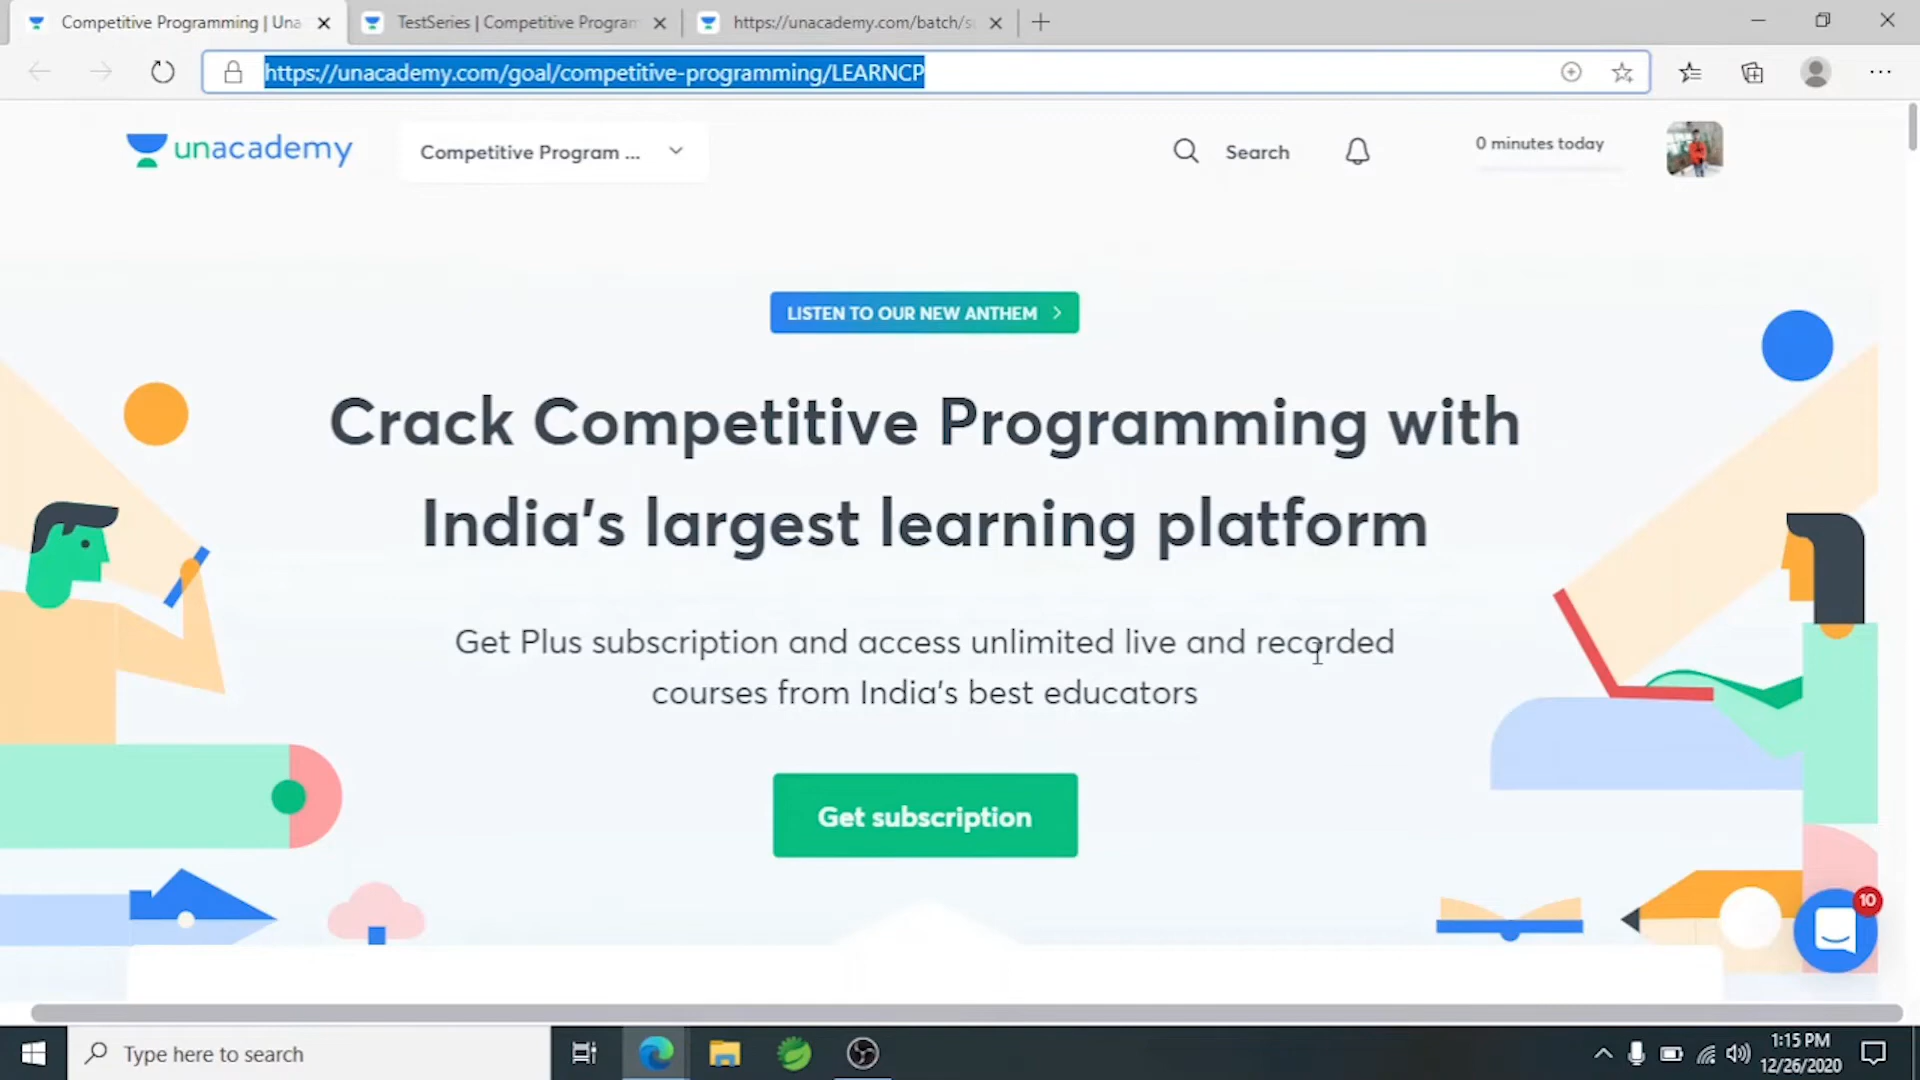 Competitive Programming | Una
TestSeries | Competitive Program
https://unacademy.com/batch/s
https://unacademy.com/goal/competitive-programming/LEARNCP
unacademy
Competitive Program ...
Search
0 minutes today
LISTEN TO OUR NEW ANTHEM
Crack Competitive Programming with
India's largest learning platform
Get Plus subscription and access unlimited live and recorded
courses from India's best educators
Get subscription
10
Type here to search
1:15 PM
12/26/2020